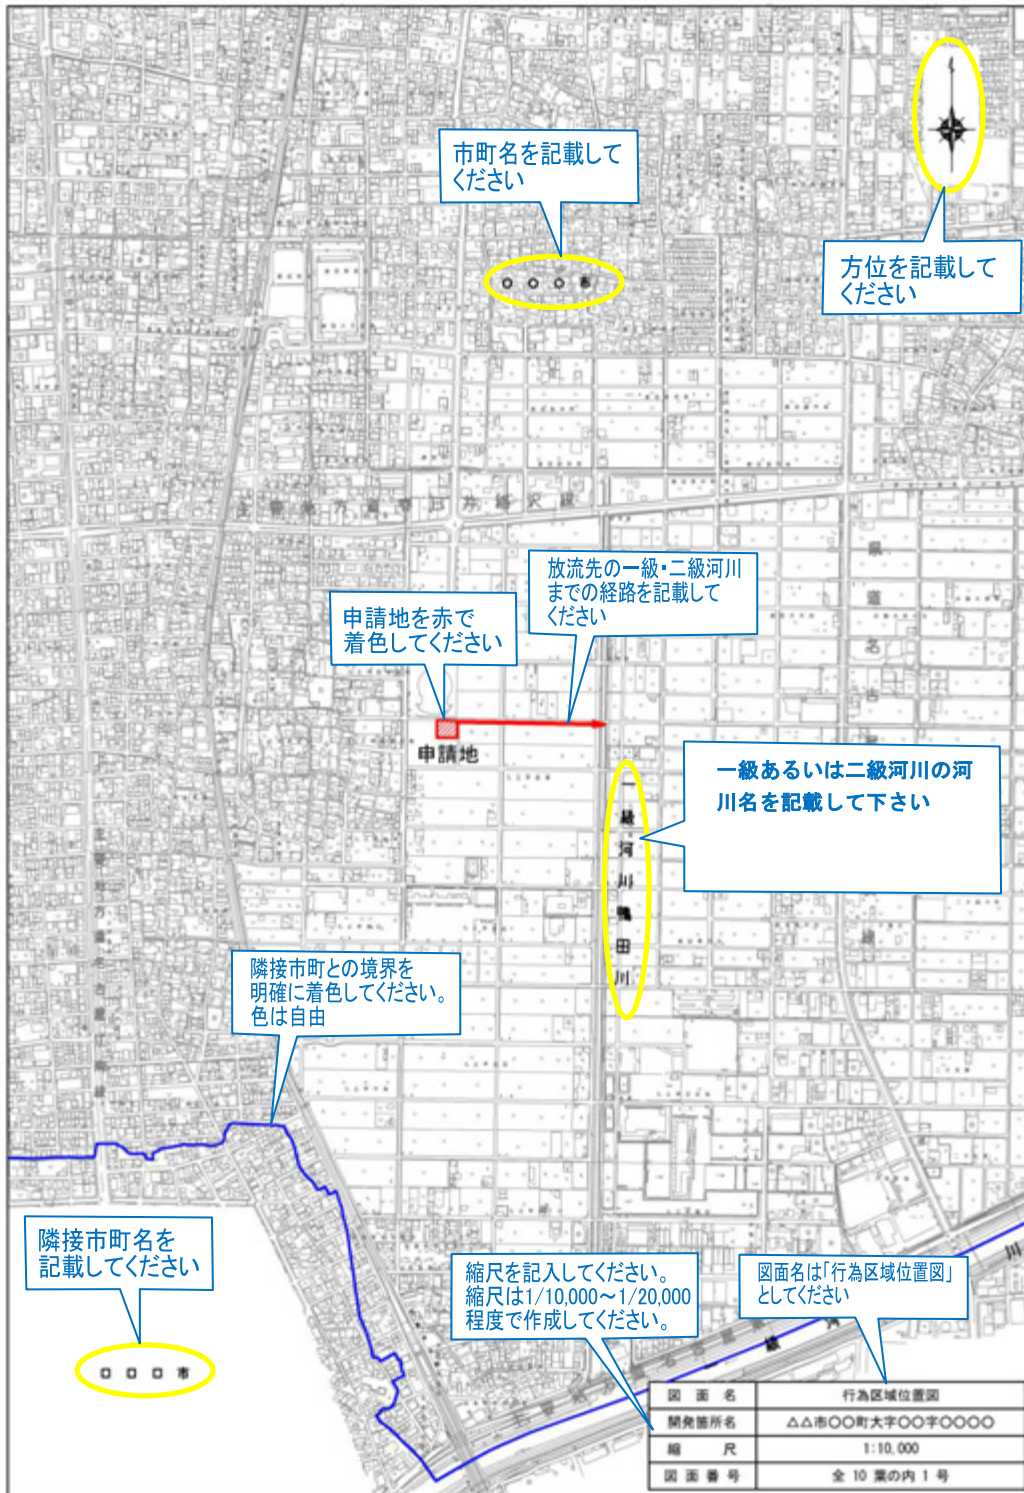 市町名を記載して
ください
方位を記載して
ください
○ ○ ○ 市
放流先の一級・二級河川
までの経路を記載して
ください
申請地を赤で
着色してください
県道名古
申請地
一級あるいは二級河川の河
川名を記載して下さい
一級河川鴨田川
隣接市町との境界を
明確に着色してください。
色は自由
隣接市町名を
記載してください
縮尺を記入してください。
縮尺は1/10,000～1/20,000
程度で作成してください。
図面名は「行為区域位置図」
としてください
川
□ □ □ 市
図 面 名 行為区域位置図
開発箇所名 △△市○○町大字○○字○○○○
縮 尺 1:10,000
図 面 番 号 全 10 葉の内 1 号